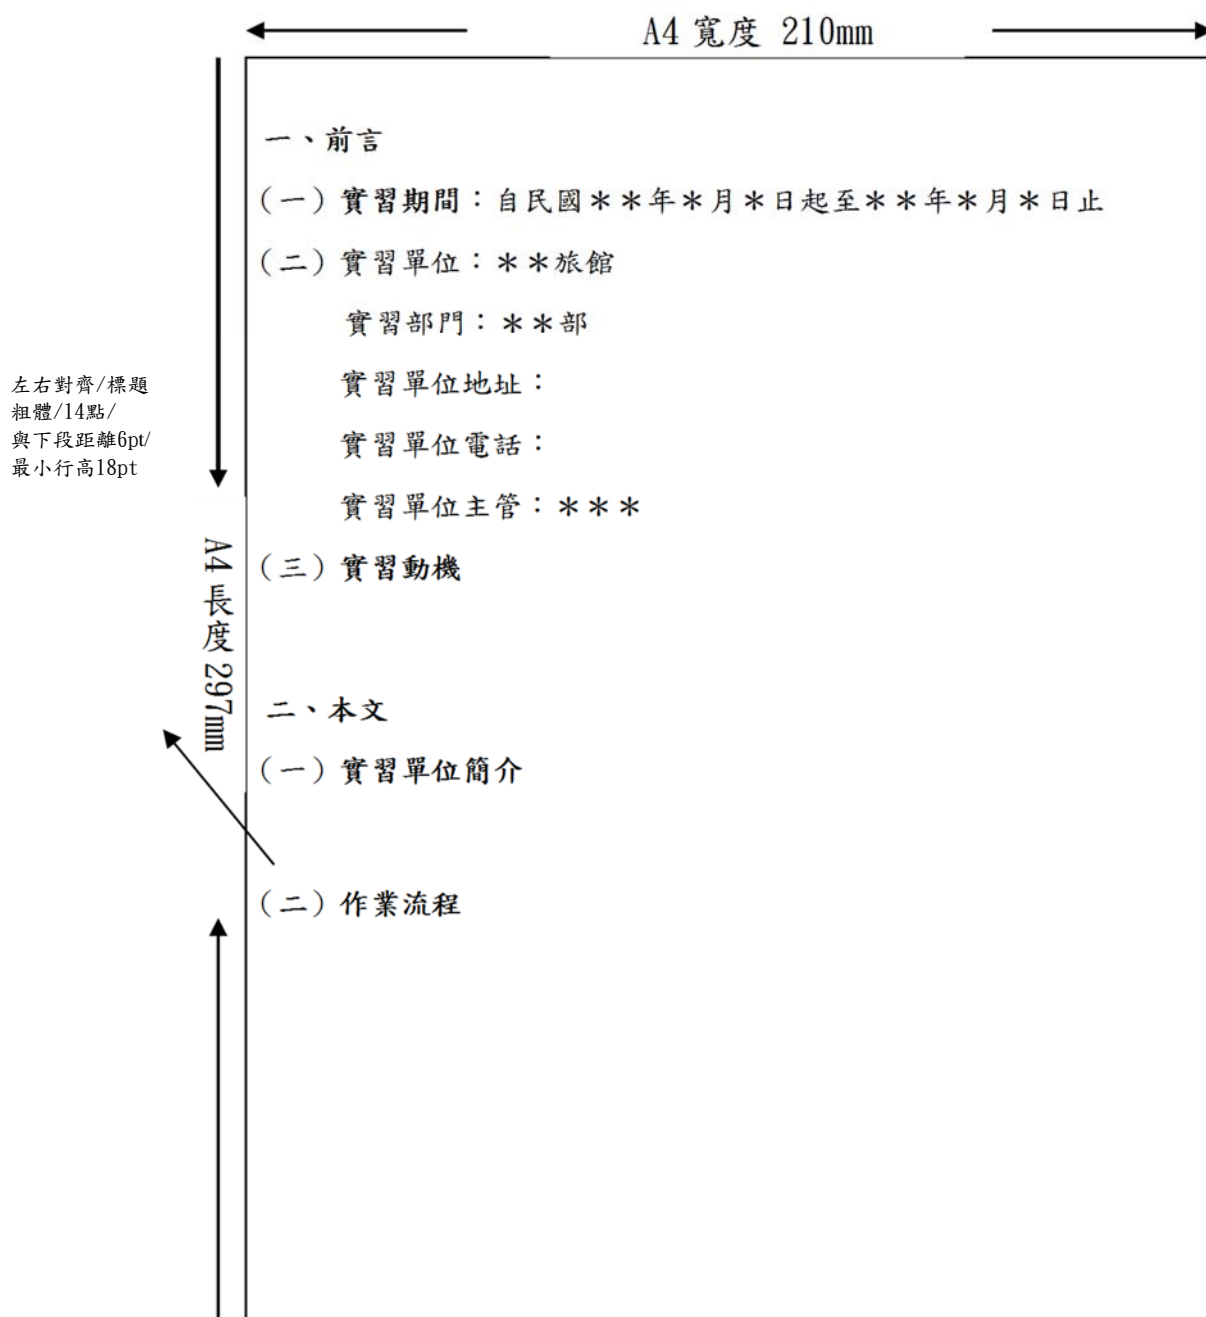 A4 寬度 210mm
一、前言
（一）實習期間：自民國＊＊年＊月＊日起至＊＊年＊月＊日止
（二）實習單位：＊＊旅館
實習部門：＊＊部
實習單位地址：
實習單位電話：
實習單位主管：＊＊＊
（三）實習動機
左右對齊/標題
粗體/14點/
與下段距離6pt/
最小行高18pt
A4 長度 297mm
二、本文
（一）實習單位簡介
（二）作業流程